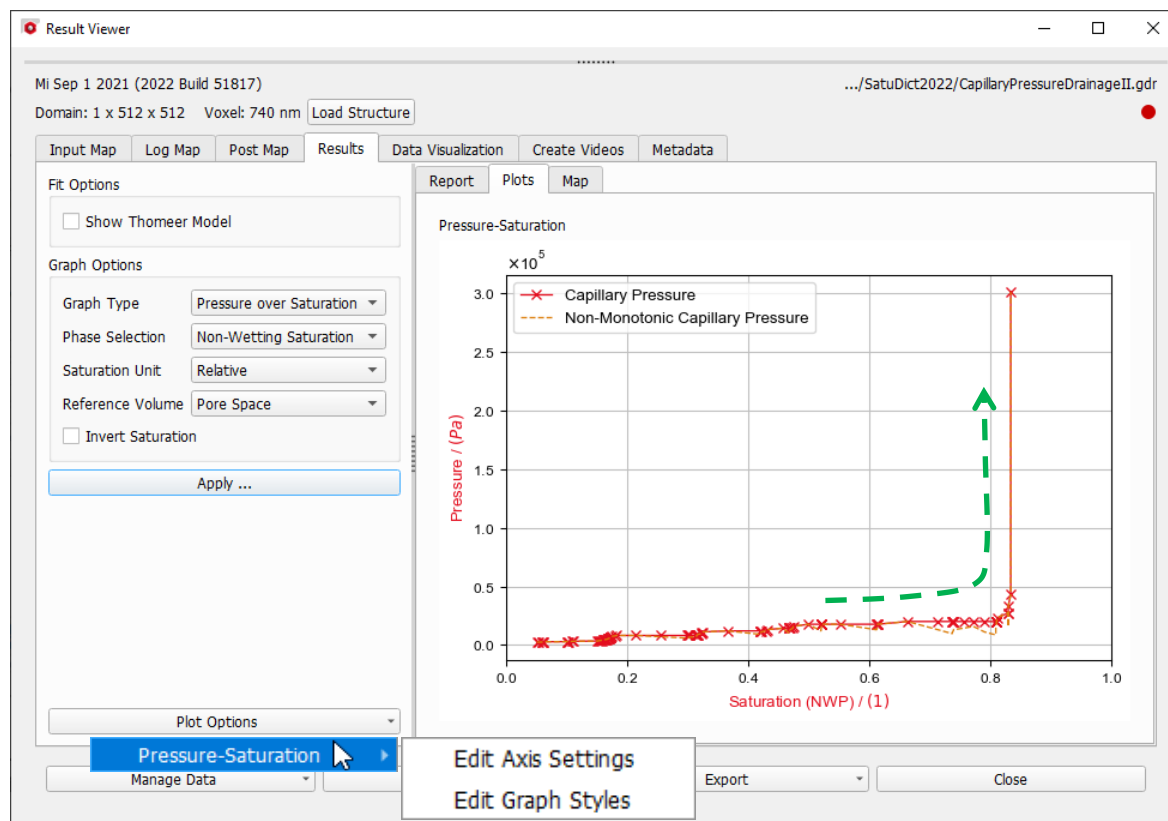 Result Viewer
Mi Sep 1 2021 (2022 Build 51817)
.../SatuDict2022/CapillaryPressureDrainageII.gdr
Domain: 1 x 512 x 512 Voxel: 740 nm Load Structure
Input Map Log Map Post Map Results Data Visualization Create Videos Metadata
Fit Options
Show Thomeer Model
Graph Options
Graph Type Pressure over Saturation
Phase Selection Non-Wetting Saturation
Saturation Unit Relative
Reference Volume Pore Space
Invert Saturation
Apply ...
Plot Options
Pressure-Saturation
Edit Axis Settings
Edit Graph Styles
Report Plots Map
Pressure-Saturation
×10⁵
Capillary Pressure
Non-Monotonic Capillary Pressure
3.0
2.5
2.0
1.5
1.0
0.5
0.0
Pressure / (Pa)
0.0 0.2 0.4 0.6 0.8 1.0
Saturation (NWP) / (1)
Manage Data Export Close